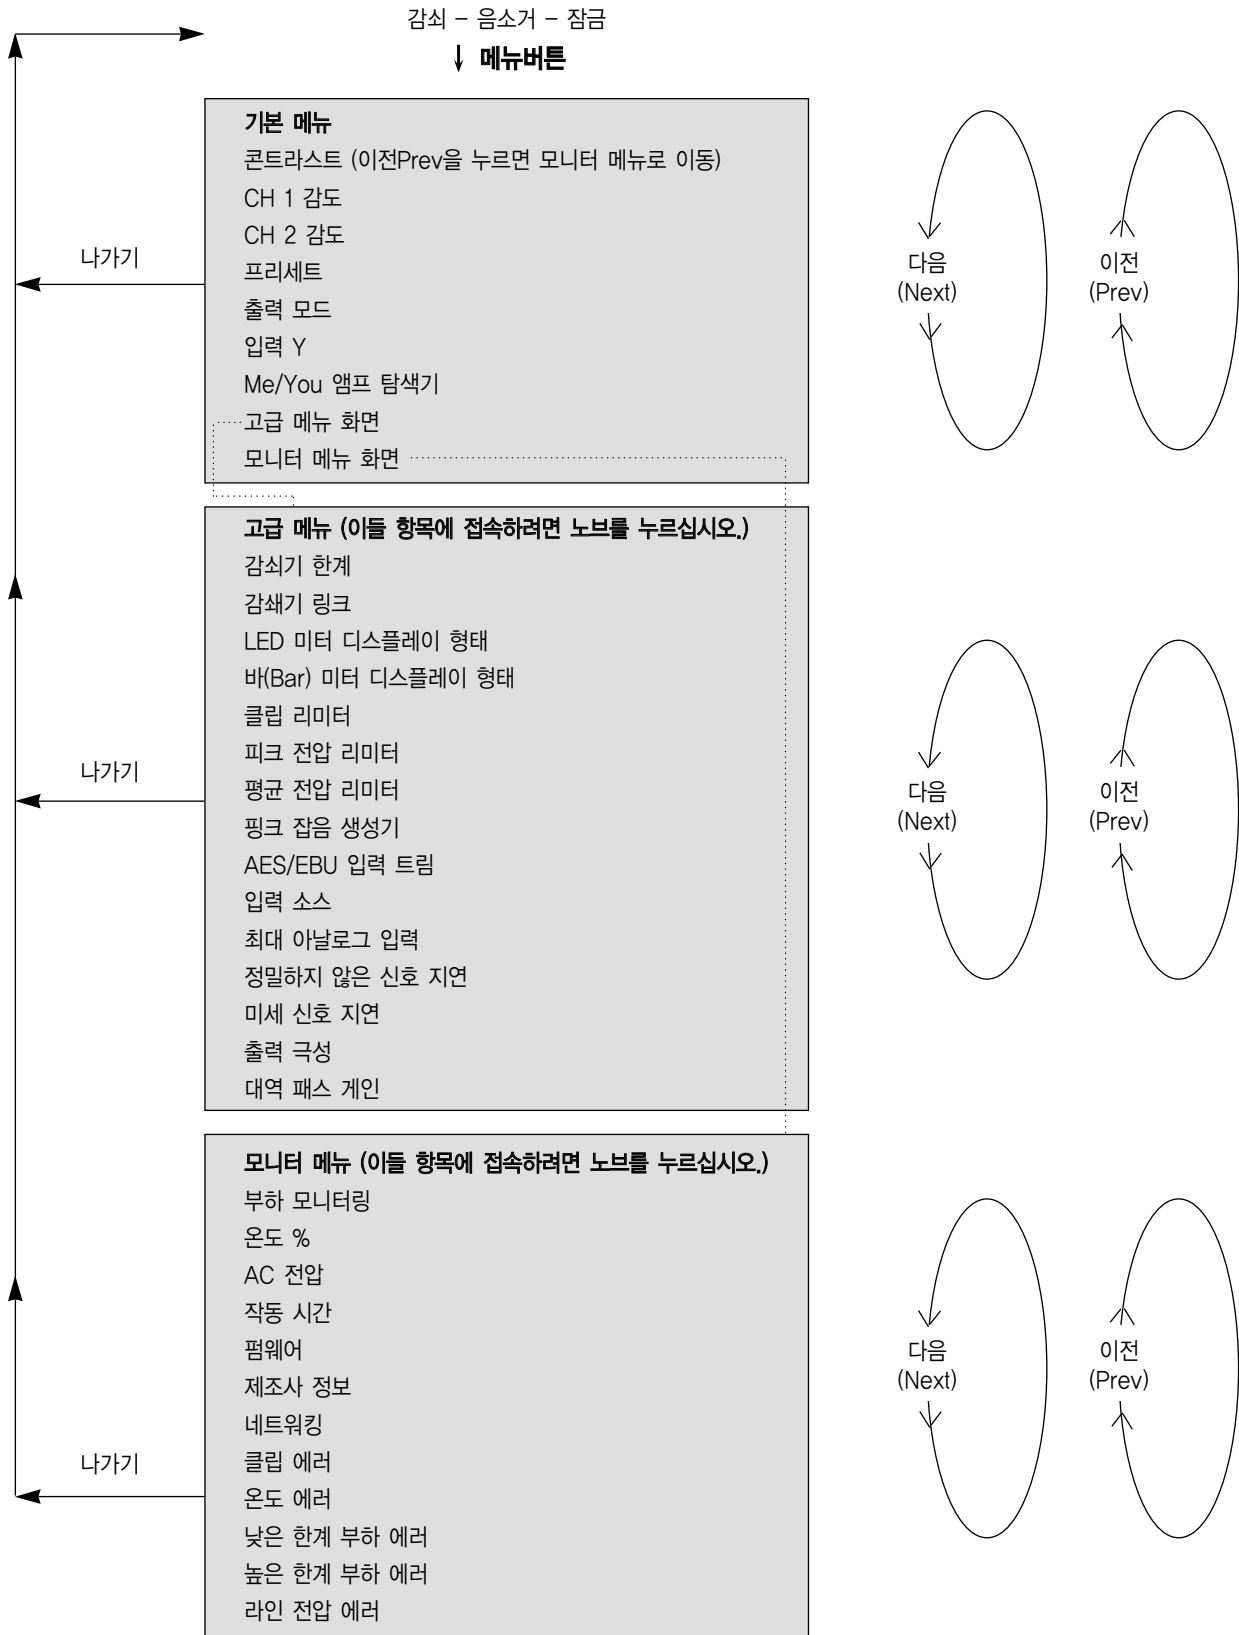 감쇠 - 음소거 - 잠금
메뉴버튼
기본 메뉴
콘트라스트 (이전Prev을 누르면 모니터 메뉴로 이동)
CH 1 감도
CH 2 감도
프리세트
출력 모드
입력 Y
Me/You 앰프 탐색기
고급 메뉴 화면
모니터 메뉴 화면
나가기
다음
(Next)
이전
(Prev)
고급 메뉴 (이들 항목에 접속하려면 노브를 누르십시오.)
감쇠기 한계
감쇄기 링크
LED 미터 디스플레이 형태
바(Bar) 미터 디스플레이 형태
클립 리미터
피크 전압 리미터
평균 전압 리미터
핑크 잡음 생성기
AES/EBU 입력 트림
입력 소스
최대 아날로그 입력
정밀하지 않은 신호 지연
미세 신호 지연
출력 극성
대역 패스 게인
나가기
다음
(Next)
이전
(Prev)
모니터 메뉴 (이들 항목에 접속하려면 노브를 누르십시오.)
부하 모니터링
온도 %
AC 전압
작동 시간
펌웨어
제조사 정보
네트워킹
클립 에러
온도 에러
낮은 한계 부하 에러
높은 한계 부하 에러
라인 전압 에러
나가기
다음
(Next)
이전
(Prev)